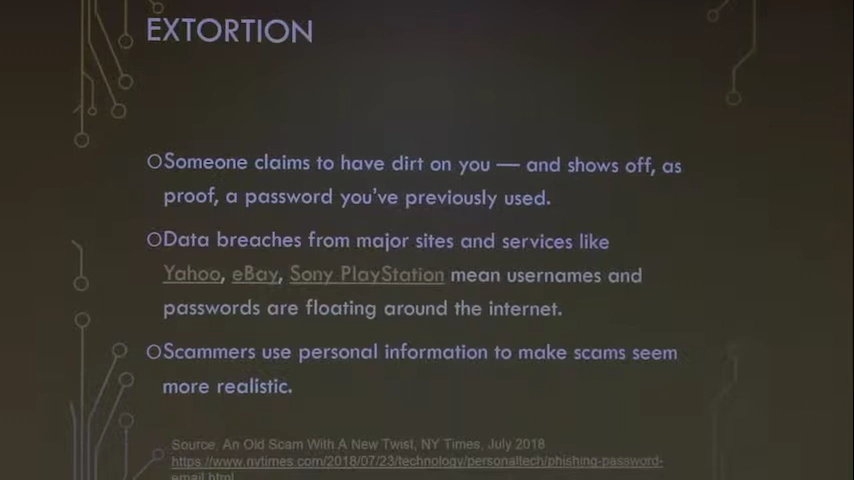 EXTORTION
Someone claims to have dirt on you — and shows off, as
proof, a password you've previously used.
Data breaches from major sites and services like
Yahoo, eBay, Sony PlayStation mean usernames and
passwords are floating around the internet.
Scammers use personal information to make scams seem
more realistic.
Source: An Old Scam With A New Twist, NY Times, July 2018
https://www.nytimes.com/2018/07/23/technology/personaltech/phishing-password-
email.html